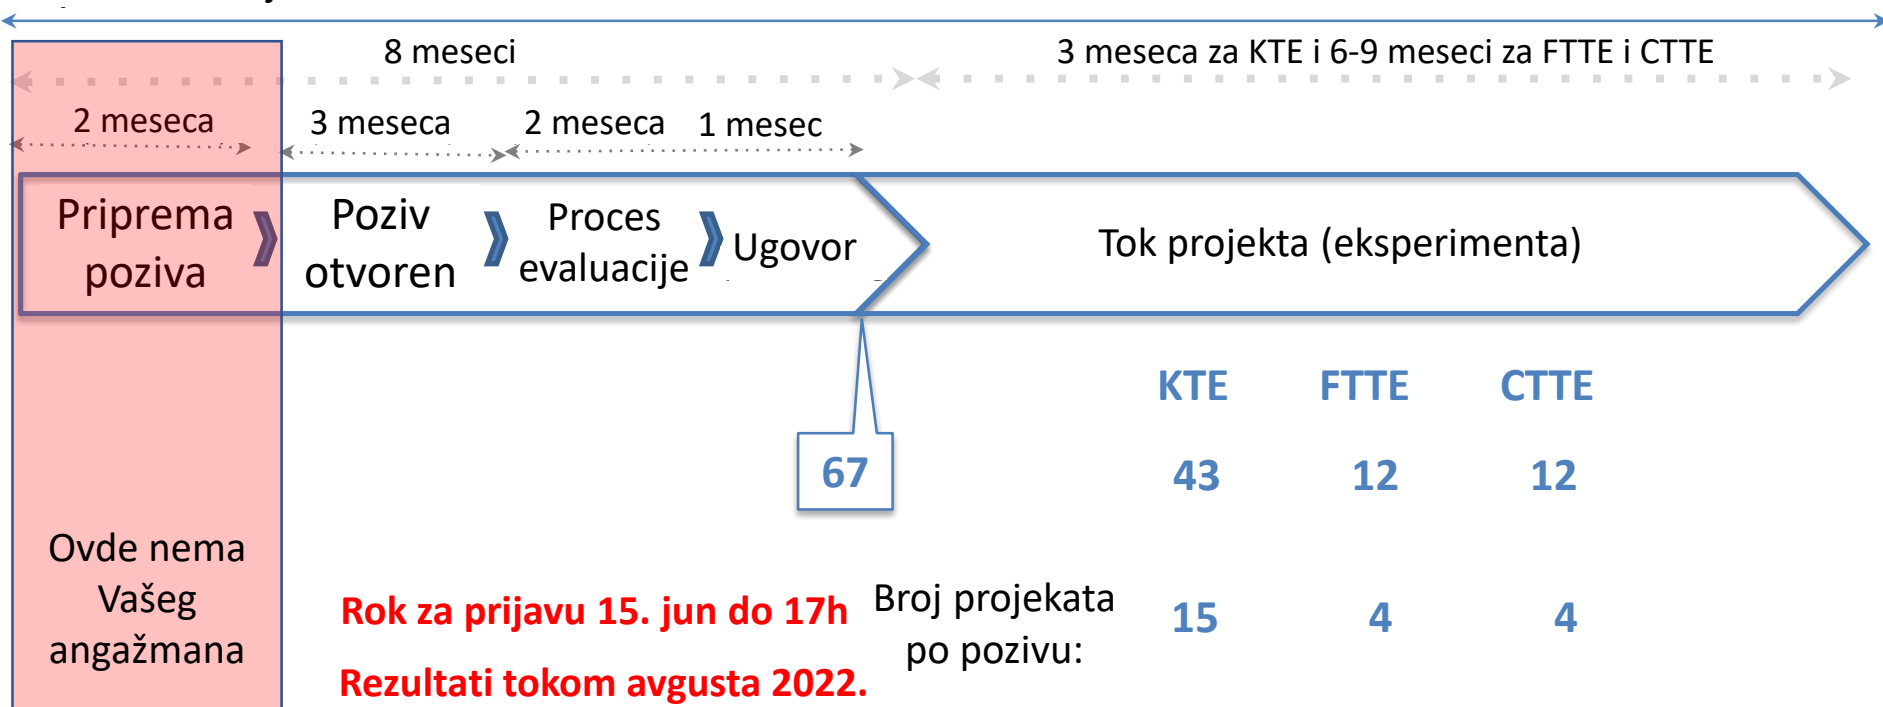 8 meseci
3 meseca za KTE i 6-9 meseci za FTTE i CTTE
2 meseca
3 meseca
2 meseca
1 mesec
Priprema
poziva
Poziv
otvoren
Proces
evaluacije
Ugovor
Tok projekta (eksperimenta)
KTE
FTTE
CTTE
67
43
12
12
Ovde nema
Vašeg
angažmana
Rok za prijavu 15. jun do 17h
Rezultati tokom avgusta 2022.
Broj projekata
po pozivu:
15
4
4